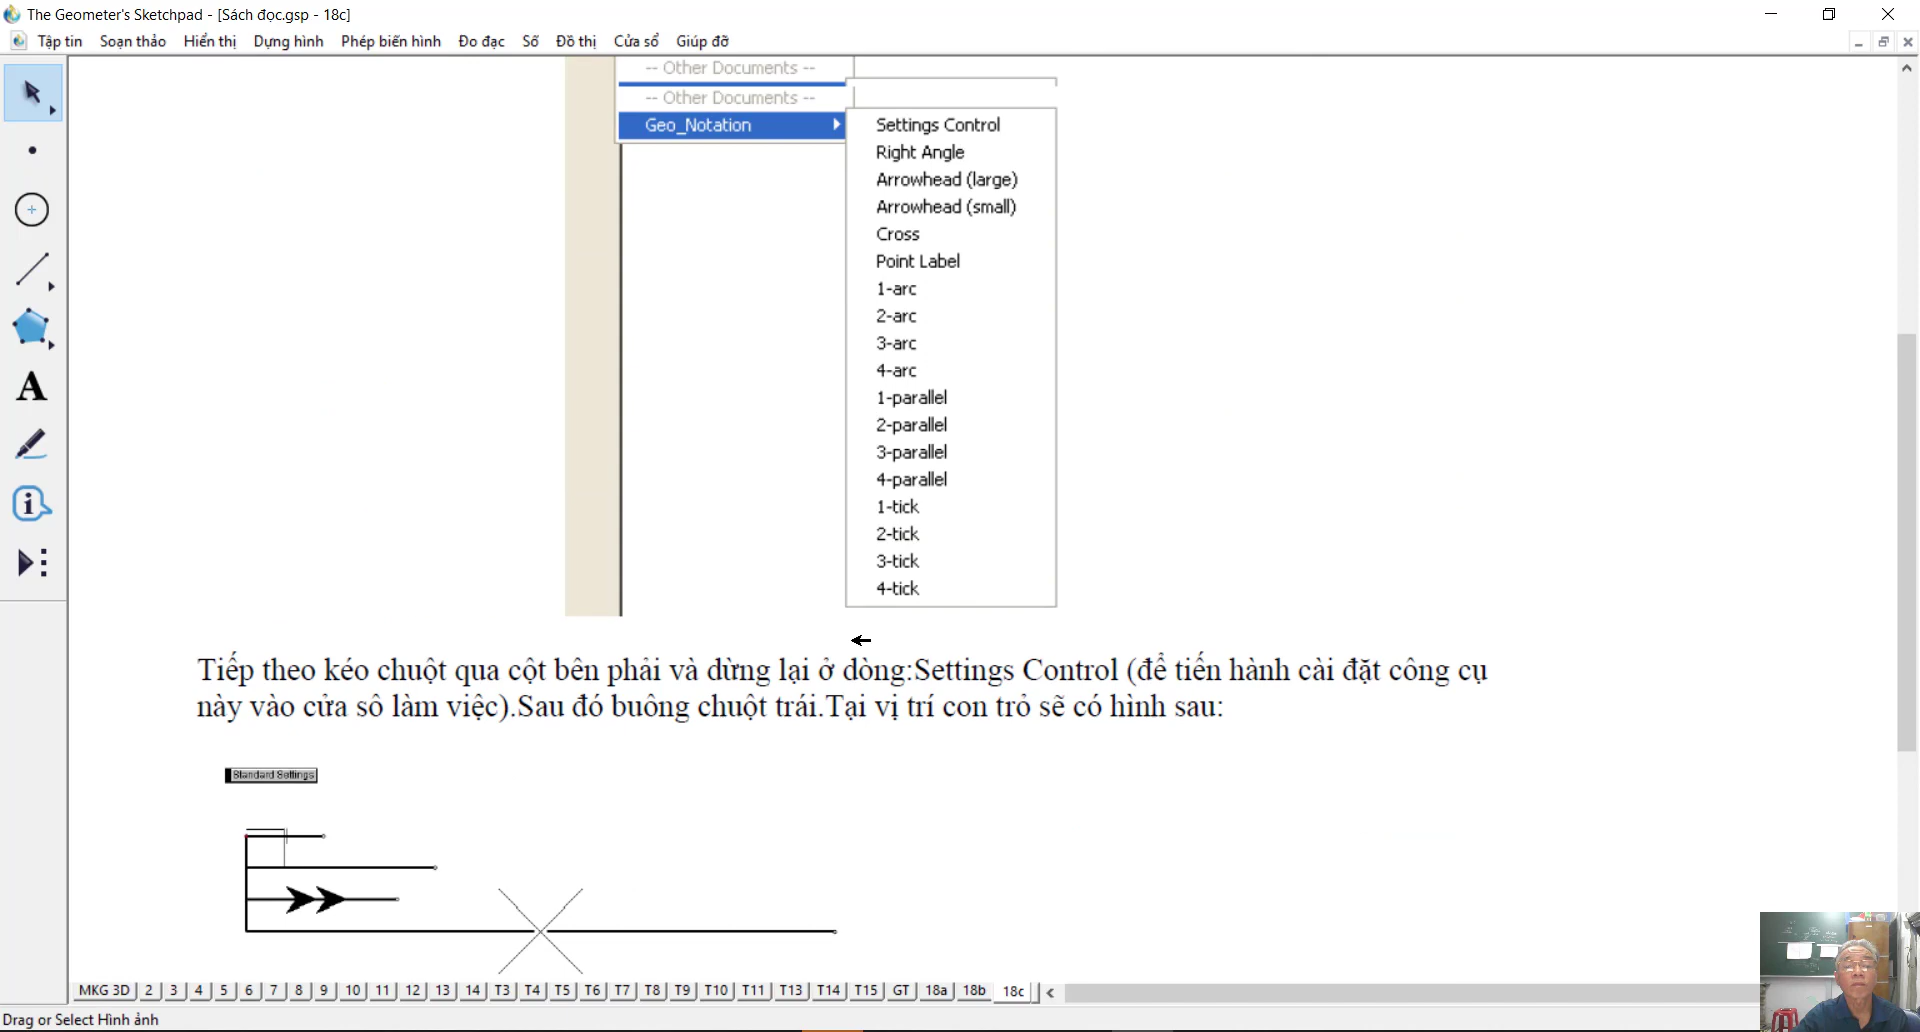 The Geometer's Sketchpad - [Sách đọc.gsp - 18c]
Tập tin Soạn thảo Hiển thị Dựng hình Phép biến hình Đo đạc Số Đồ thị Cửa sổ Giúp đỡ
-- Other Documents --
-- Other Documents --
Geo_Notation
Settings Control
Right Angle
Arrowhead (large)
Arrowhead (small)
Cross
Point Label
1-arc
2-arc
3-arc
4-arc
1-parallel
2-parallel
3-parallel
4-parallel
1-tick
2-tick
3-tick
4-tick
Tiếp theo kéo chuột qua cột bên phải và dừng lại ở dòng:Settings Control (để tiến hành cài đặt công cụ
này vào cửa sô làm việc).Sau đó buông chuột trái.Tại vị trí con trỏ sẽ có hình sau:
Standard Settings
MKG 3D 2 3 4 5 6 7 8 9 10 11 12 13 14 T3 T4 T5 T6 T7 T8 T9 T10 T11 T13 T14 T15 GT 18a 18b 18c
Drag or Select Hình ảnh